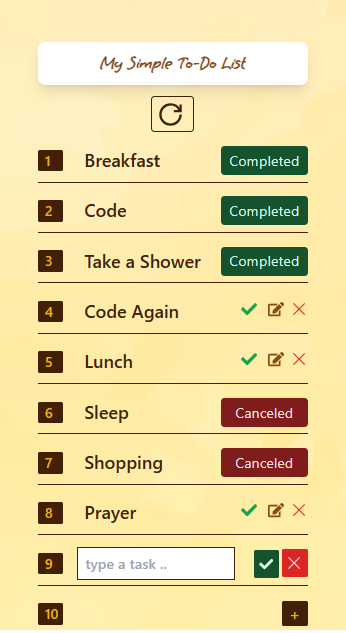 My Simple To-Do List
1 Breakfast Completed
2 Code Completed
3 Take a Shower Completed
4 Code Again
5 Lunch
6 Sleep Canceled
7 Shopping Canceled
8 Prayer
9 type a task ..
10 +